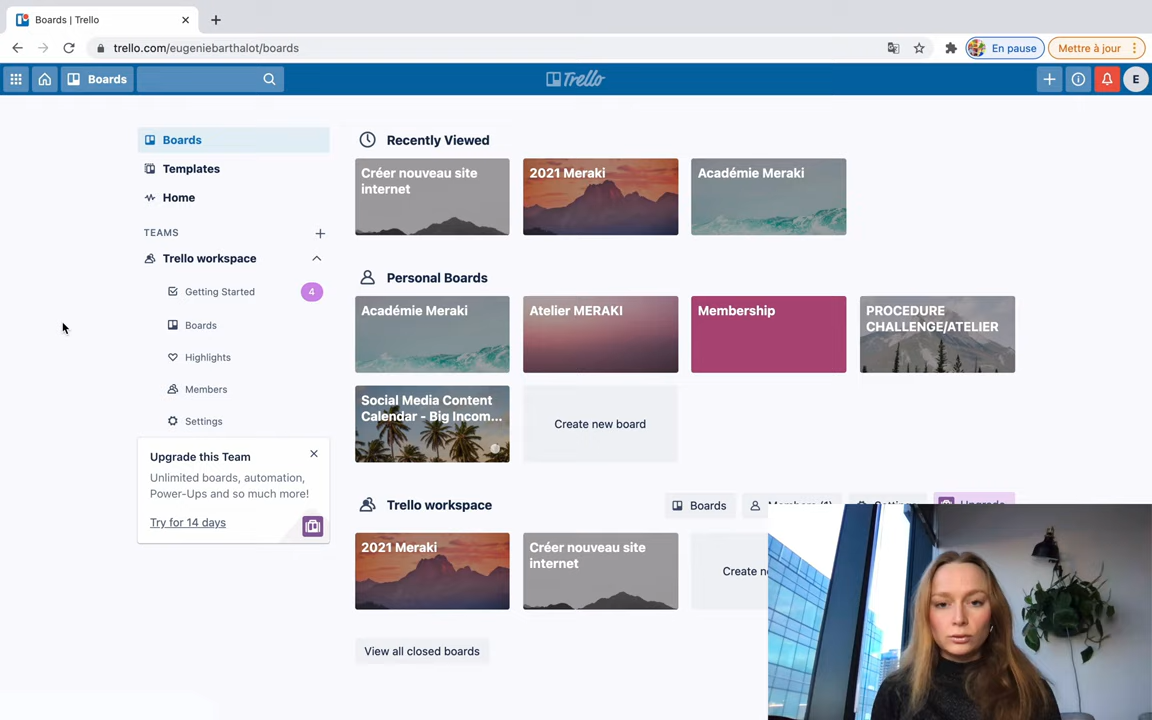 Boards | Trello
trello.com/eugeniebarthalot/boards
En pause
Mettre à jour
Boards
Trello
E
Boards
Templates
Home
TEAMS
Trello workspace
Getting Started
4
Boards
Highlights
Members
Settings
Upgrade this Team
Unlimited boards, automation,
Power-Ups and so much more!
Try for 14 days
Recently Viewed
Créer nouveau site
internet
2021 Meraki
Académie Meraki
Personal Boards
Académie Meraki
Atelier MERAKI
Membership
PROCEDURE
CHALLENGE/ATELIER
Social Media Content
Calendar - Big Incom...
Create new board
Trello workspace
Boards
2021 Meraki
Créer nouveau site
internet
Create
View all closed boards